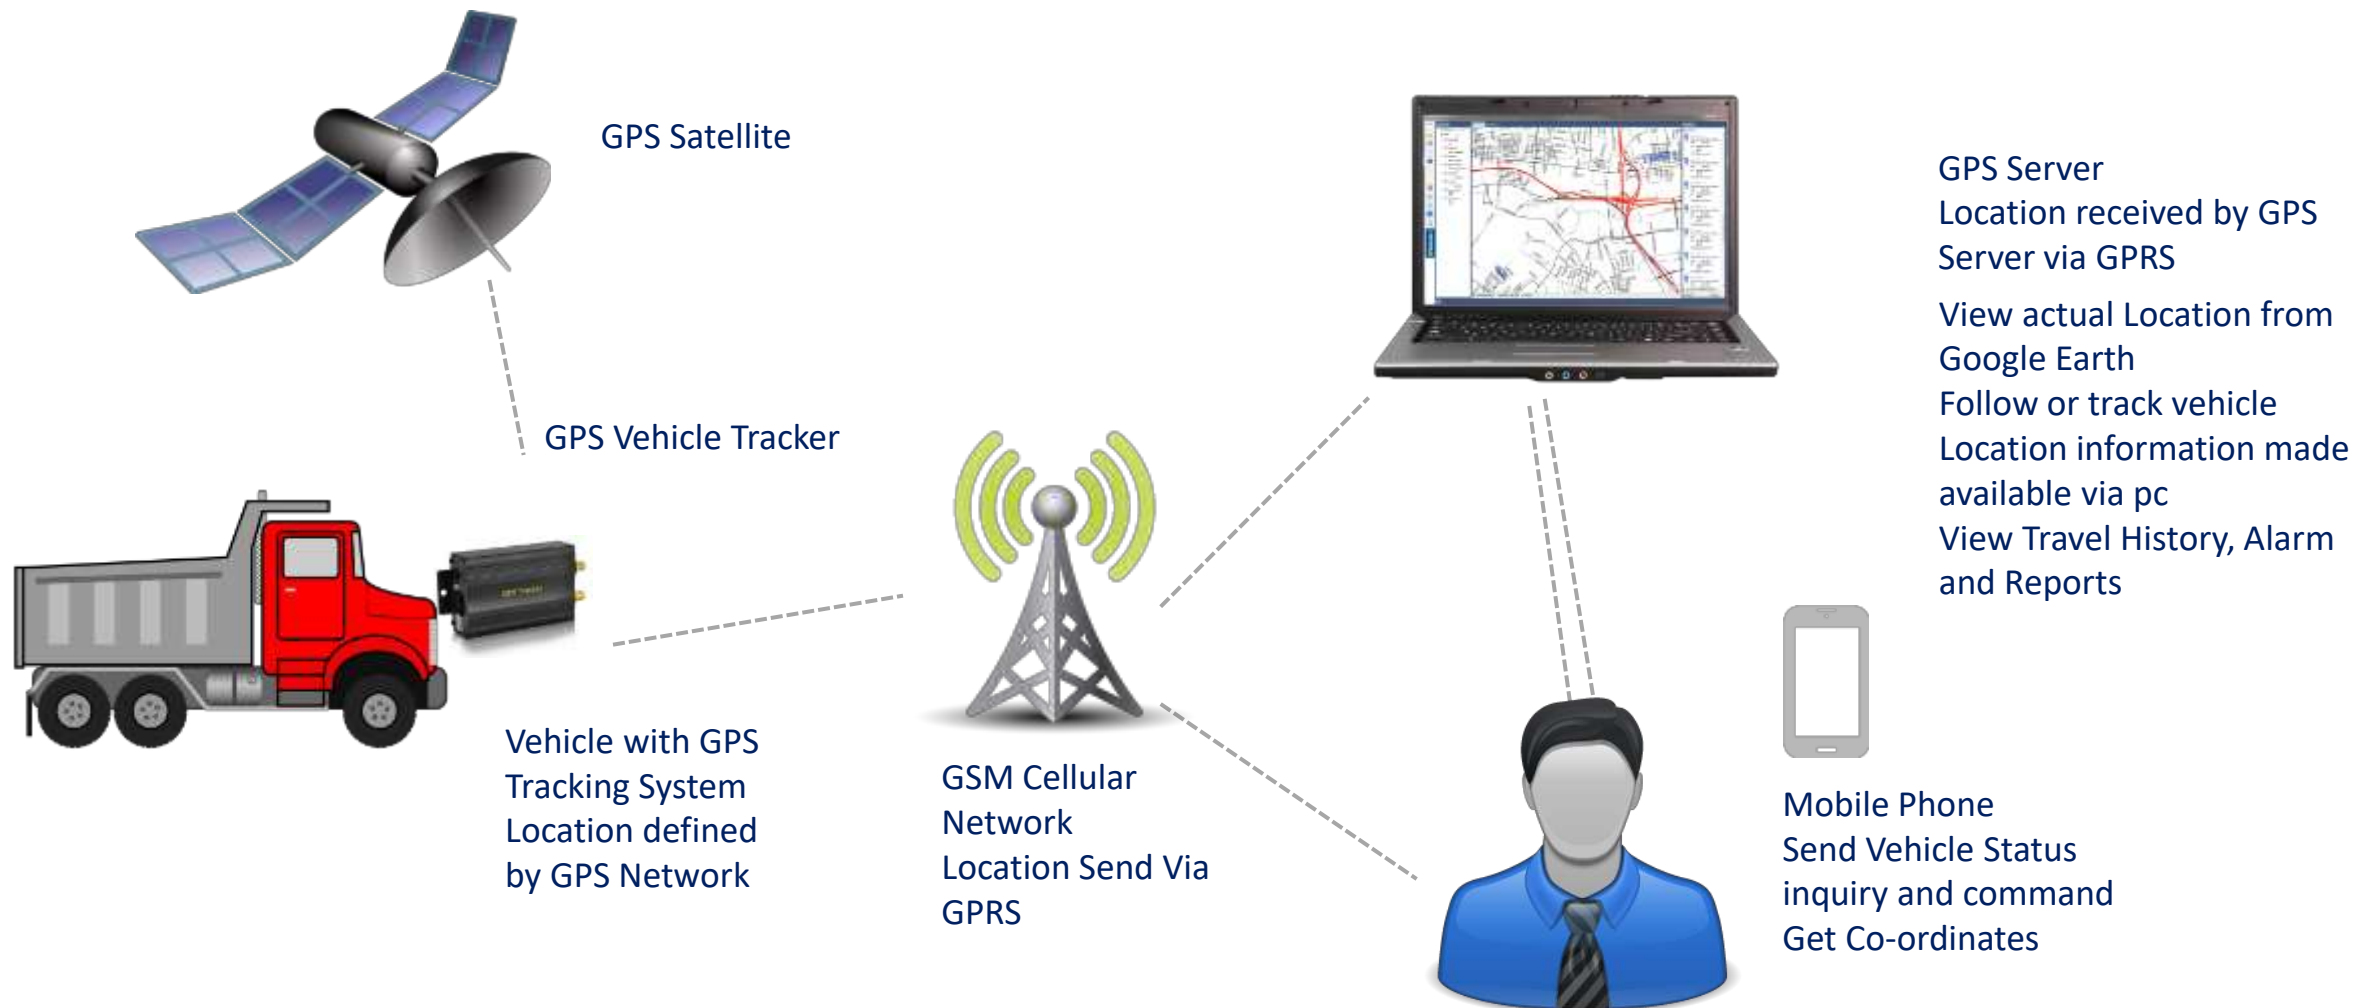 GPS Satellite
GPS Vehicle Tracker
Vehicle with GPS
Tracking System
Location defined
by GPS Network
GSM Cellular
Network
Location Send Via
GPRS
GPS Server
Location received by GPS
Server via GPRS
View actual Location from
Google Earth
Follow or track vehicle
Location information made
available via pc
View Travel History, Alarm
and Reports
Mobile Phone
Send Vehicle Status
inquiry and command
Get Co-ordinates